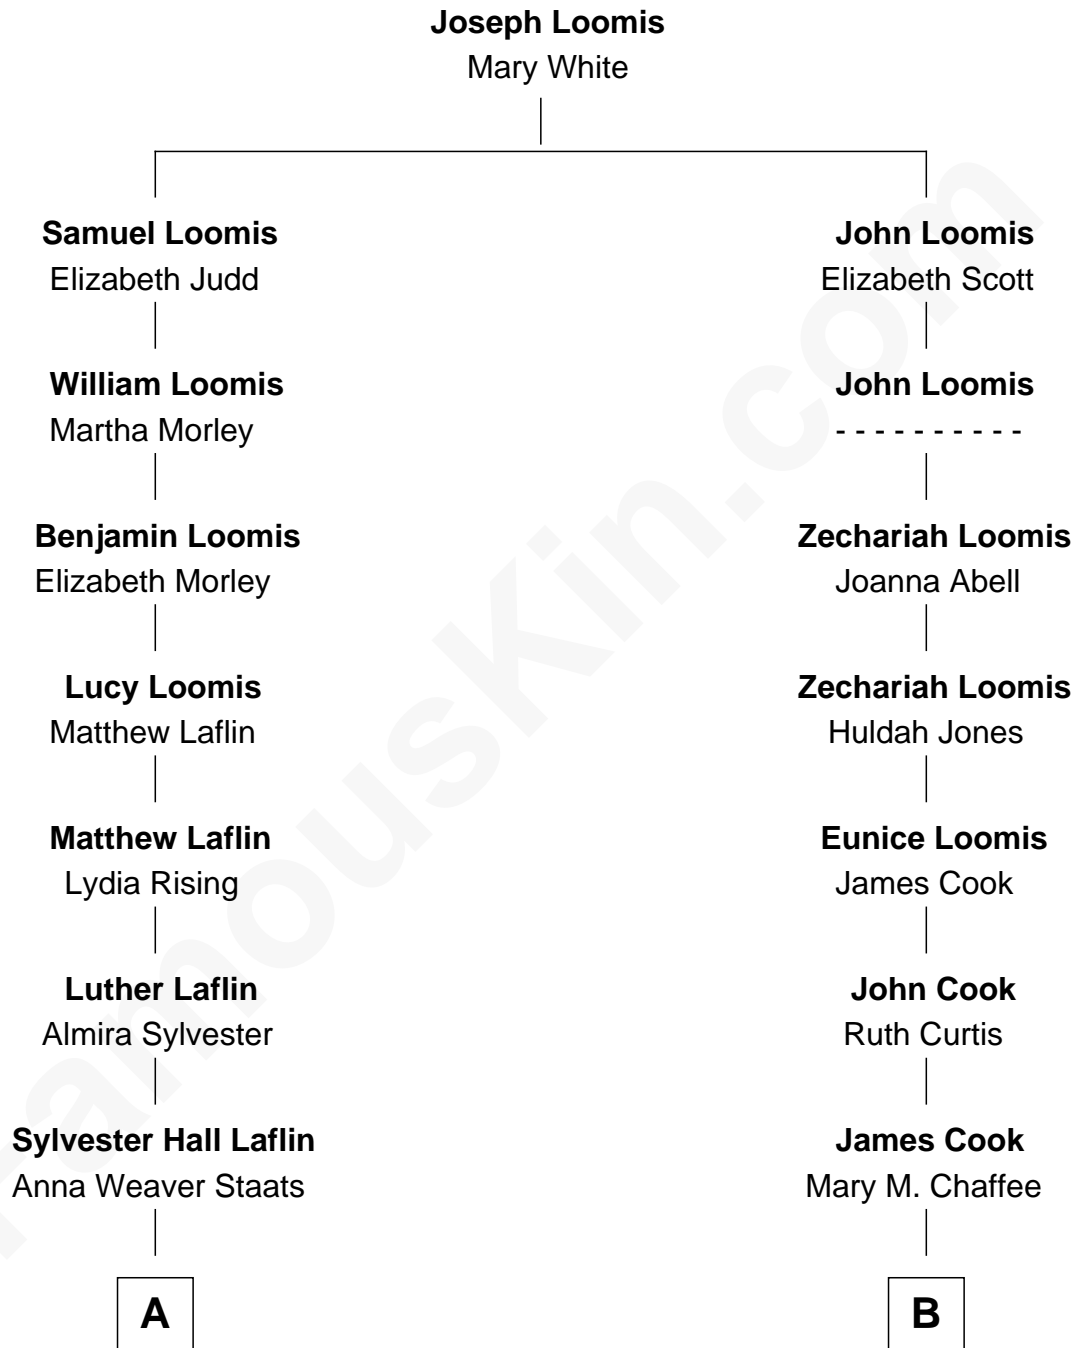 Joseph Loomis
Mary White
Samuel Loomis
Elizabeth Judd
William Loomis
Martha Morley
Benjamin Loomis
Elizabeth Morley
Lucy Loomis
Matthew Laflin
Matthew Laflin
Lydia Rising
Luther Laflin
Almira Sylvester
Sylvester Hall Laflin
Anna Weaver Staats
A
John Loomis
Elizabeth Scott
John Loomis
- - - - - - - - - -
Zechariah Loomis
Joanna Abell
Zechariah Loomis
Huldah Jones
Eunice Loomis
James Cook
John Cook
Ruth Curtis
James Cook
Mary M. Chaffee
B
FamousKin.com